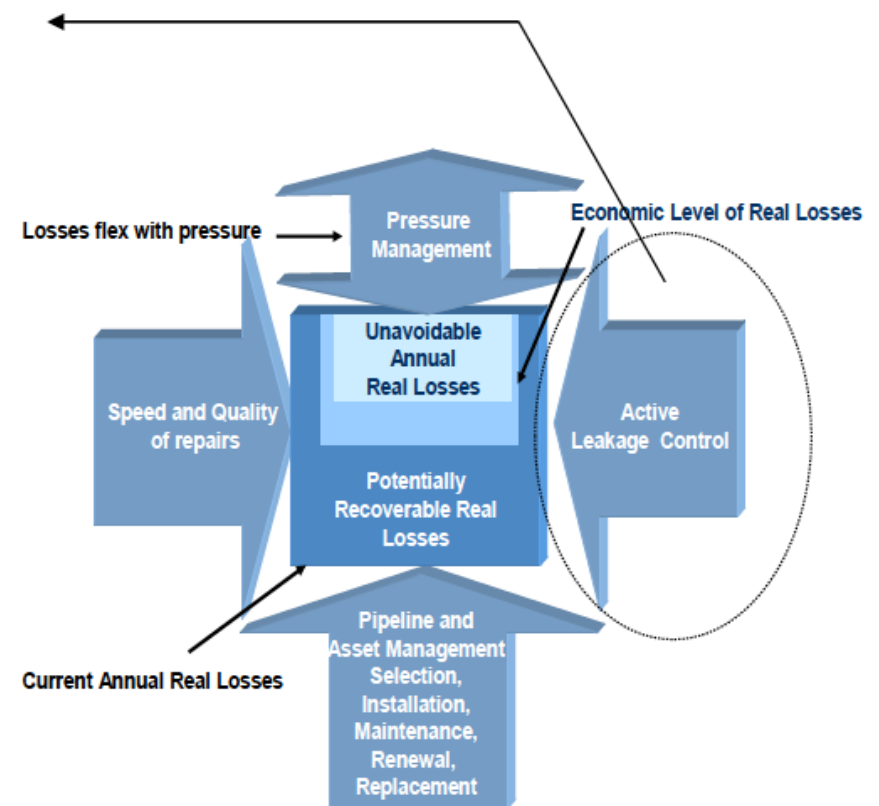 Pressure
Management
Economic Level of Real Losses
Losses flex with pressure
Unavoidable
Annual
Real Losses
Speed and Quality
of repairs
Active
Leakage Control
Potentially
Recoverable Real
Losses
Pipeline and
Asset Management
Selection,
Installation,
Maintenance,
Renewal,
Replacement
Current Annual Real Losses